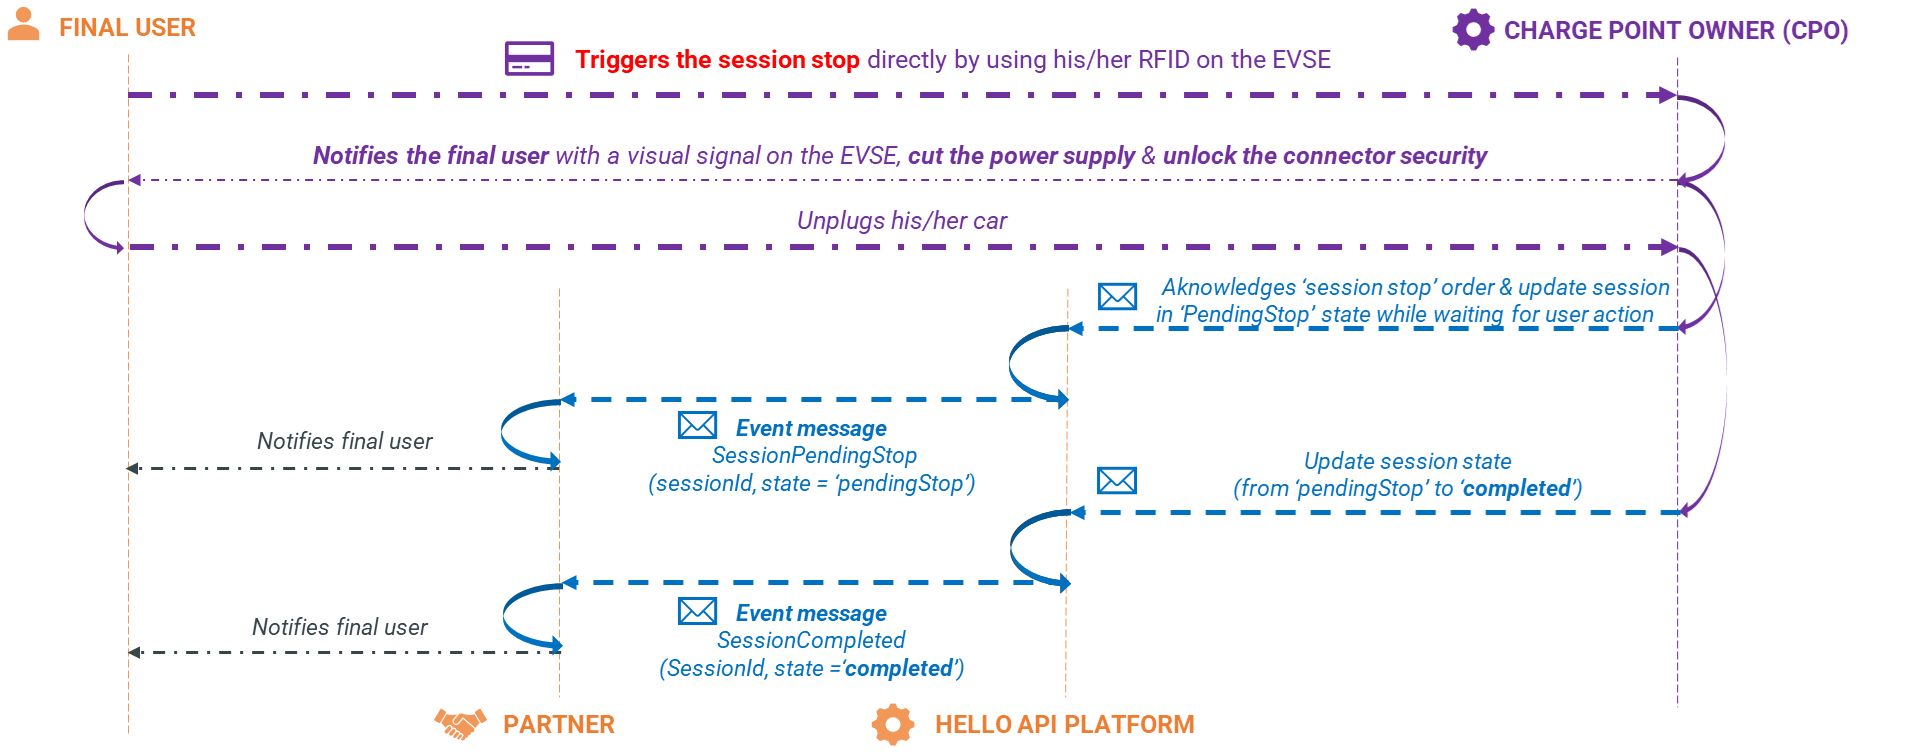 FINAL USER
CHARGE POINT OWNER (CPO)
Triggers the session stop directly by using his/her RFID on the EVSE
Notifies the final user with a visual signal on the EVSE, cut the power supply & unlock the connector security
Unplugs his/her car
Aknowledges ‘session stop’ order & update session
in ‘PendingStop’ state while waiting for user action
Event message
SessionPendingStop
(sessionId, state = ‘pendingStop’)
Notifies final user
Update session state
(from ‘pendingStop’ to ‘completed’)
Event message
SessionCompleted
(SessionId, state =‘completed’)
Notifies final user
PARTNER
HELLO API PLATFORM